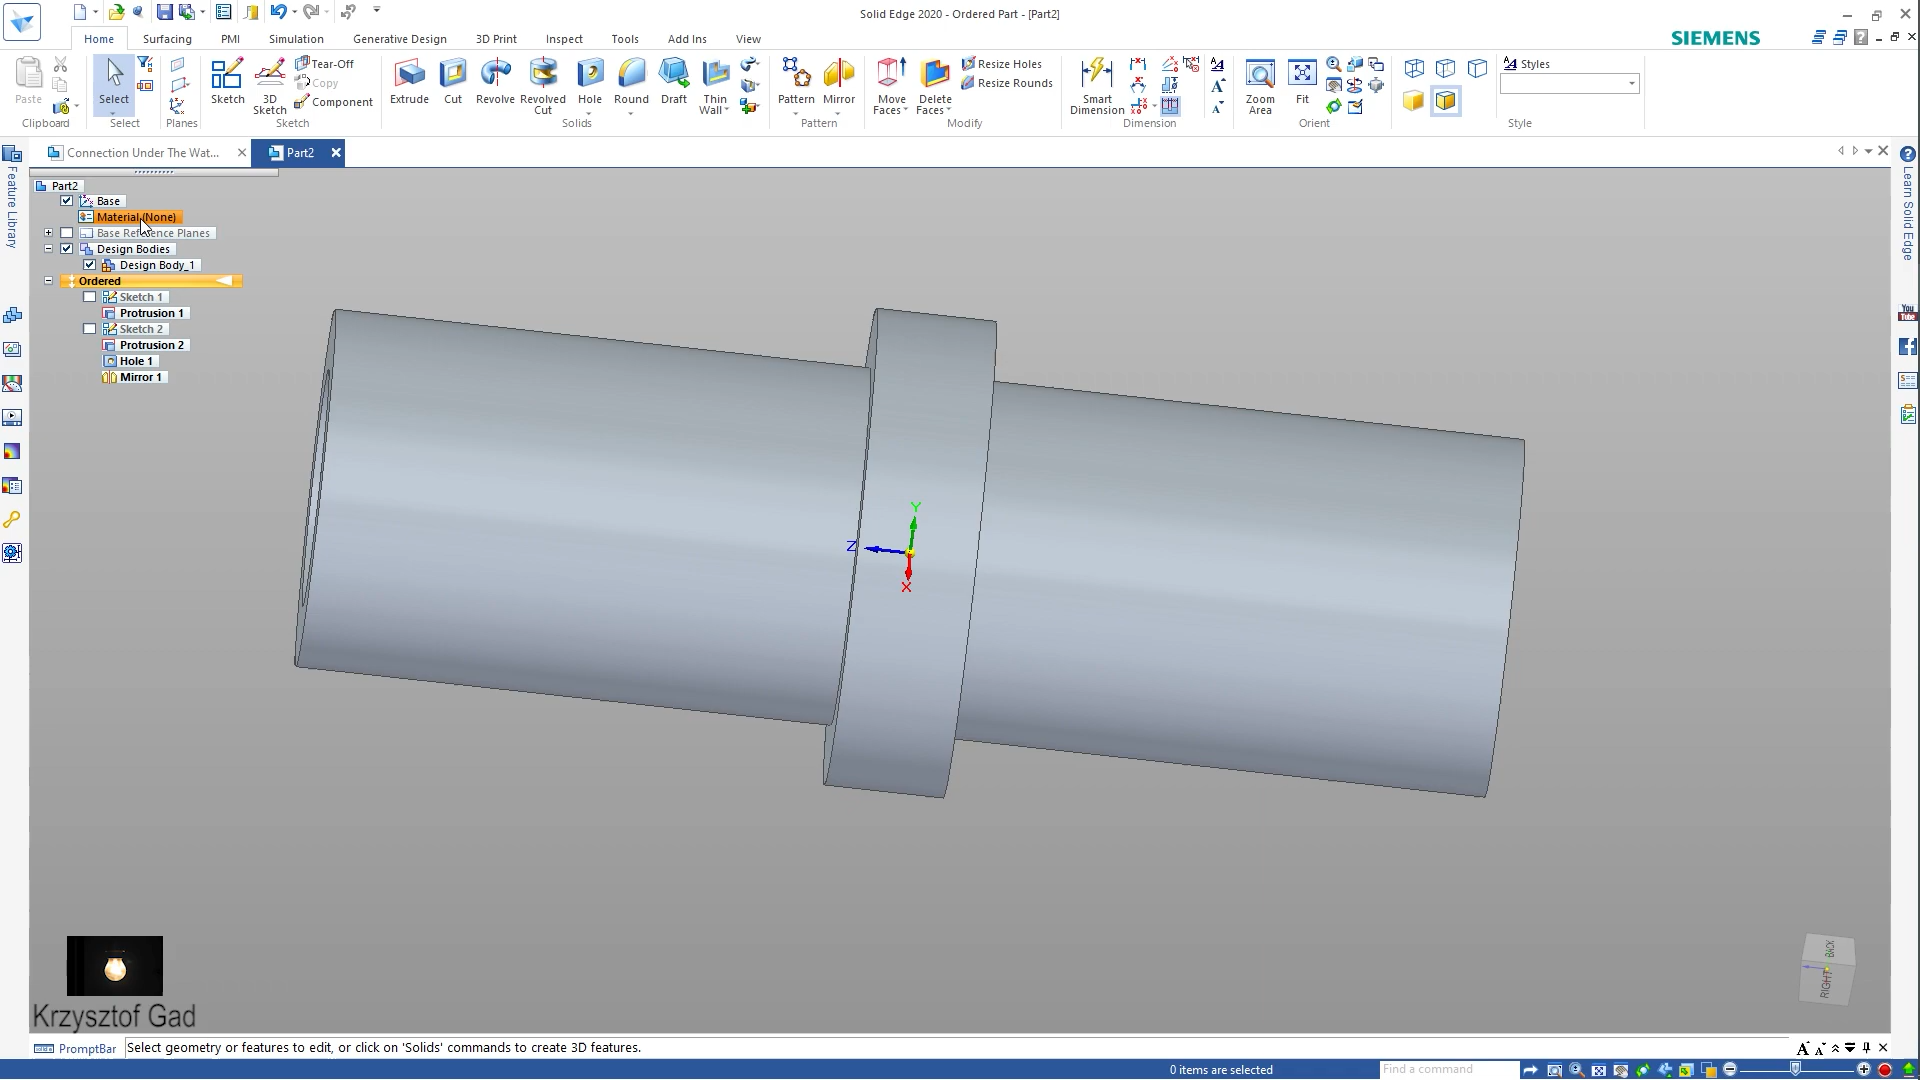 Solid Edge 2020 - Ordered Part - [Part2]
Home Surfacing PMI Simulation Generative Design 3D Print Inspect Tools Add Ins View
SIEMENS
Paste
Clipboard
Select
Select
Planes
Sketch
3D Sketch
Tear-Off
Copy
Component
Sketch
Extrude
Cut
Revolve
Revolved Cut
Hole
Round
Draft
Thin Wall
Solids
Pattern
Mirror
Pattern
Move Faces
Delete Faces
Resize Holes
Resize Rounds
Modify
Smart Dimension
Dimension
Zoom Area
Fit
Orient
Styles
Style
Connection Under The Wat...
Part2
Feature Library
Learn Solid Edge
You Tube
Part2
Base
Material (None)
Base Reference Planes
Design Bodies
Design Body_1
Ordered
Sketch 1
Protrusion 1
Sketch 2
Protrusion 2
Hole 1
Mirror 1
Y
Z
X
BACK
RIGHT
Krzysztof Gad
PromptBar
Select geometry or features to edit, or click on 'Solids' commands to create 3D features.
0 items are selected
Find a command